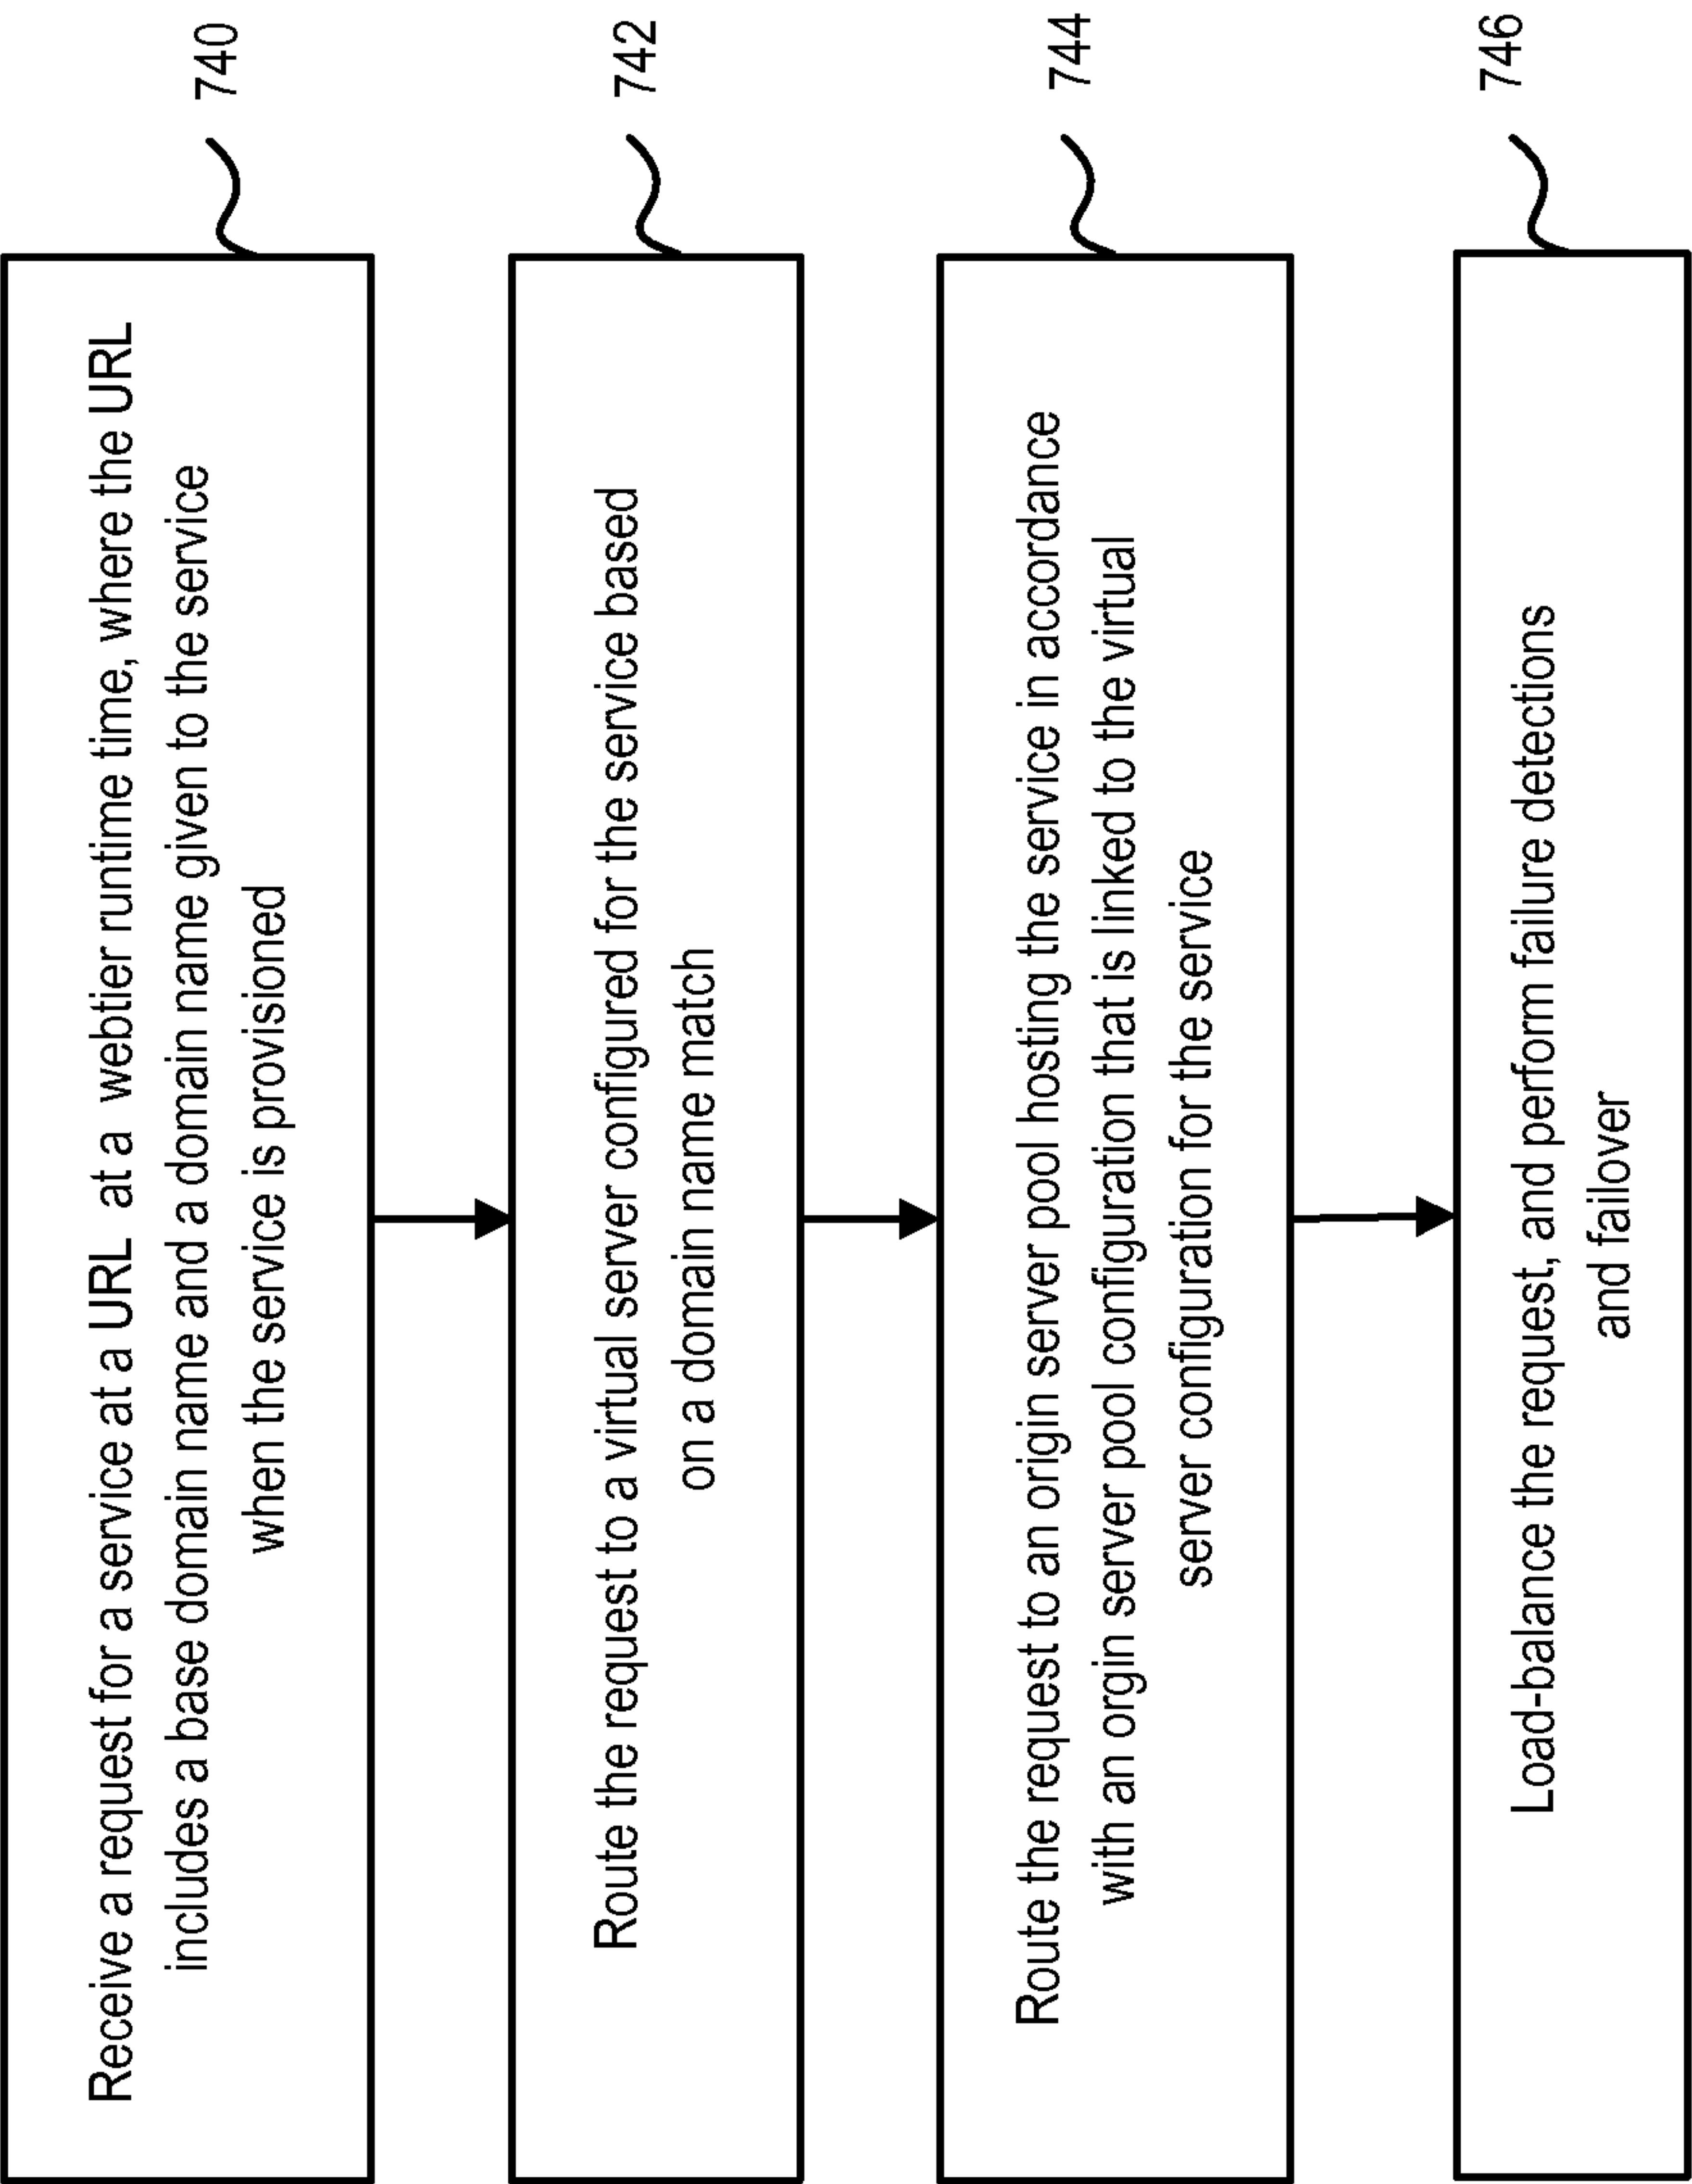 Receive a request for a service at a URL at a webtier runtime time, where the URL
includes a base domain name and a domain name given to the service
when the service is provisioned
740
Route the request to a virtual server configured for the service based
on a domain name match
742
Route the request to an origin server pool hosting the service in accordance
with an orgin server pool configuration that is linked to the virtual
server configuration for the service
744
Load-balance the request, and perform failure detections
and failover
746